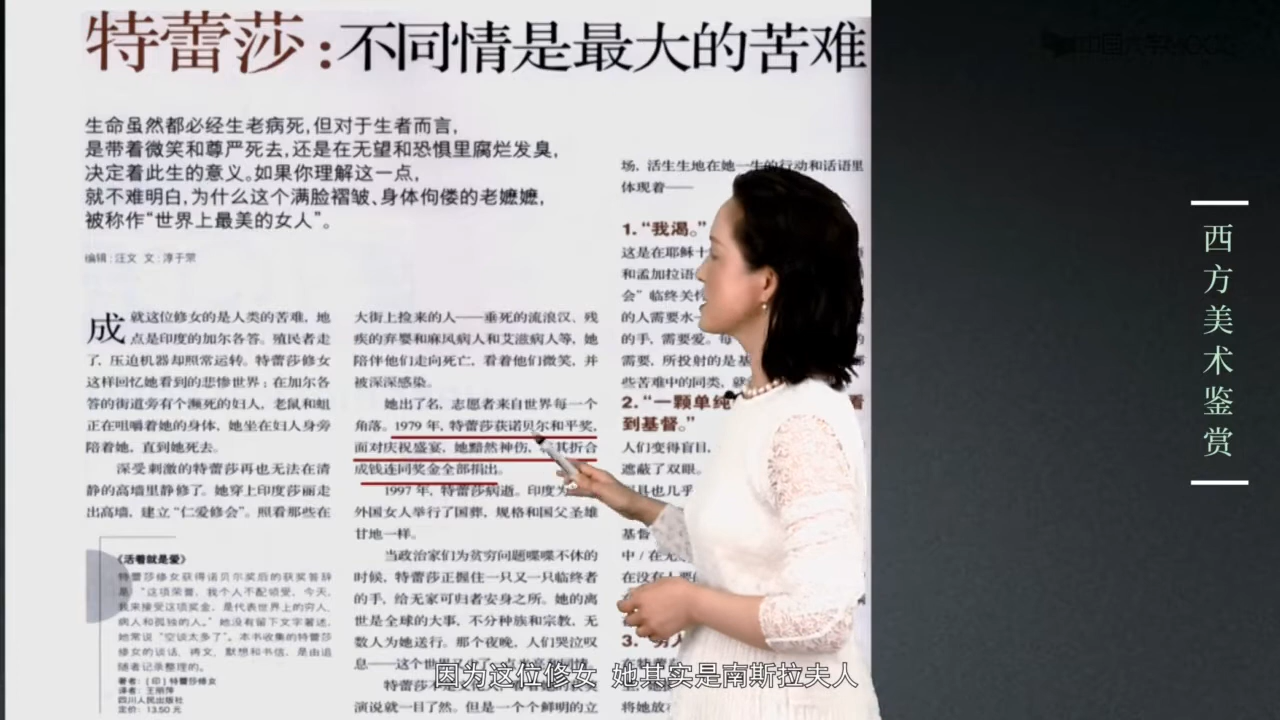 特蕾莎:不同情是最大的苦难
生命虽然都必经生老病死,但对于生者而言,
是带着微笑和尊严死去,还是在无望和恐惧里腐烂发臭,
决定着此生的意义。如果你理解这一点,
就不难明白,为什么这个满脸褶皱、身体佝偻的老嬷嬷,
被称作“世界上最美的女人”。
编辑:汪文 文:淳于翠
成就这位修女的是人类的苦难,地
点是印度的加尔各答。殖民者走
了,压迫机器却照常运转。特蕾莎修女
这样回忆她看到的悲惨世界:在加尔各
答的街道旁有个濒死的妇人,老鼠和蛆
正在咀嚼着她的身体,她坐在妇人身旁
陪着她,直到她死去。
深受刺激的特蕾莎再也无法在清
静的高墙里静修了。她穿上印度莎丽走
出高墙,建立“仁爱修会”。照看那些在
《活着就是爱》
特蕾莎修女获得诺贝尔奖后的获奖答辞
是:“这项荣誉,我个人不配领受,今天,
我来接受这项奖金,是代表世界上的穷人、
病人和孤独的人。”她没有留下文字著述,
她常说“空谈太多了”。本书收集的特蕾莎
修女的谈话、祷文、默想和书信,是由追
随者记录整理的。
著者:[印]特蕾莎修女
译者:王丽萍
四川人民出版社
定价:13.50元
大街上捡来的人——垂死的流浪汉、残
疾的弃婴和麻风病人和艾滋病人等,她
陪伴他们走向死亡,看着他们微笑,并
被深深感染。
她出了名,志愿者来自世界每一个
角落。1979年,特蕾莎获诺贝尔和平奖,
面对庆祝盛宴,她黯然神伤,其折合
成钱连同奖金全部捐出。
1997年,特蕾莎病逝。印度为
外国女人举行了国葬,规格和国父圣雄
甘地一样。
当政治家们为贫穷问题喋喋不休的
时候,特蕾莎正握住一只又一只临终者
的手,给无家可归者安身之所。她的离
世是全球的大事,不分种族和宗教,无
数人为她送行。那个夜晚,人们哭泣叹
息——这个世界
特蕾莎不是
演说就一目了然。但是一个个鲜明的立
场,活生生地在她一生的行动和话语里
体现着——
1.“我渴。”
这是在耶稣十
和孟加拉语
会”临终关
的人需要水
的手,需要爱。每
需要,所投射的是基
些苦难中的同类,就
2.“一颗单纯 看
到基督。”
人们变得盲目,
遮蔽了双眼。
具也几乎
基督
中/在无
在没有
3.“穷人
在特蕾
将她放
西方美术鉴赏
因为这位修女 她其实是南斯拉夫人